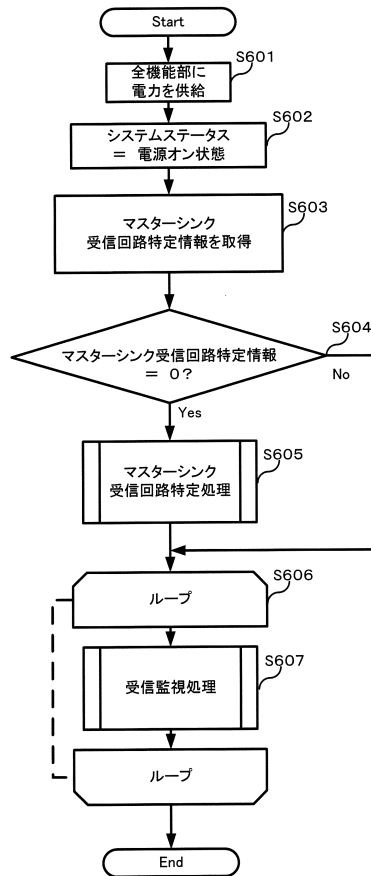 Start
S601
全機能部に
電力を供給
S602
システムステータス
＝ 電源オン状態
S603
マスターシンク
受信回路特定情報を取得
S604
マスターシンク受信回路特定情報
＝ 0？
No
Yes
S605
マスターシンク
受信回路特定処理
S606
ループ
S607
受信監視処理
ループ
End